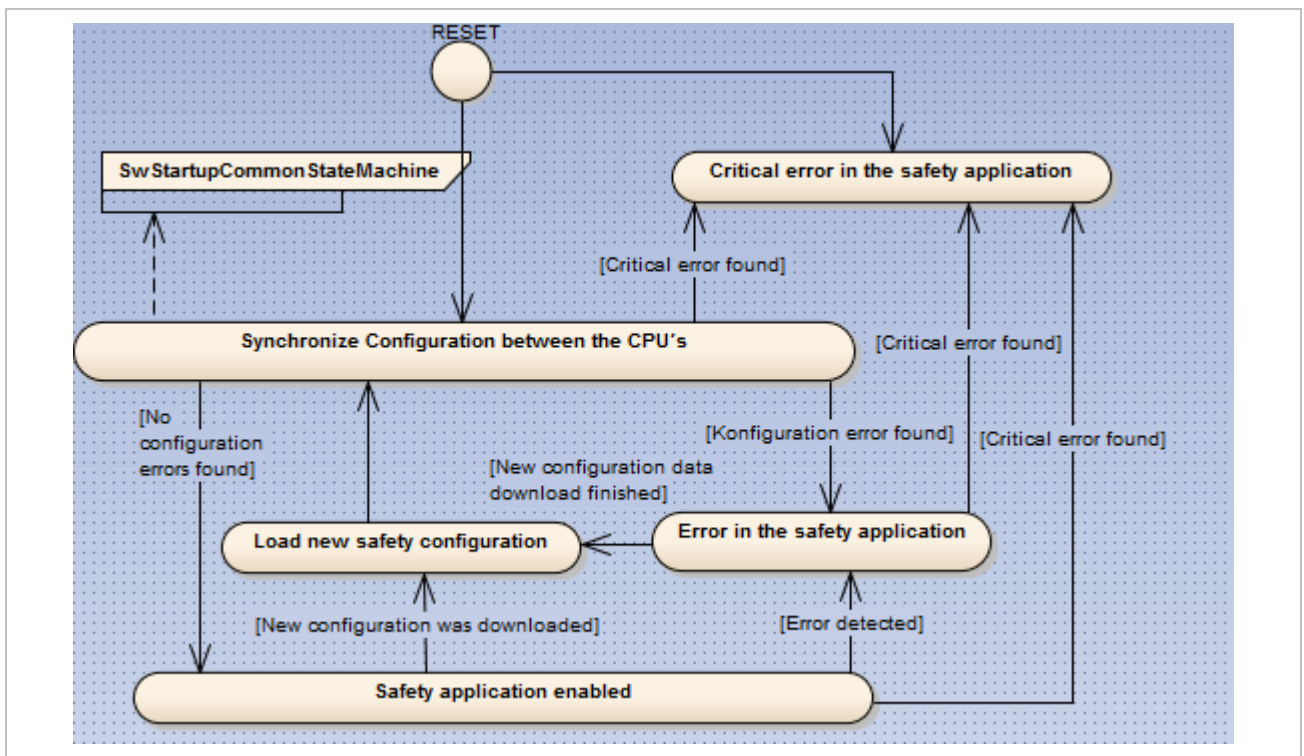 RESET
SwStartupCommonStateMachine
Critical error in the safety application
[Critical error found]
Synchronize Configuration between the CPU's
[Critical error found]
[No
configuration
errors found]
[Konfiguration error found]
[Critical error found]
[New configuration data
download finished]
Load new safety configuration
Error in the safety application
[New configuration was downloaded]
[Error detected]
Safety application enabled